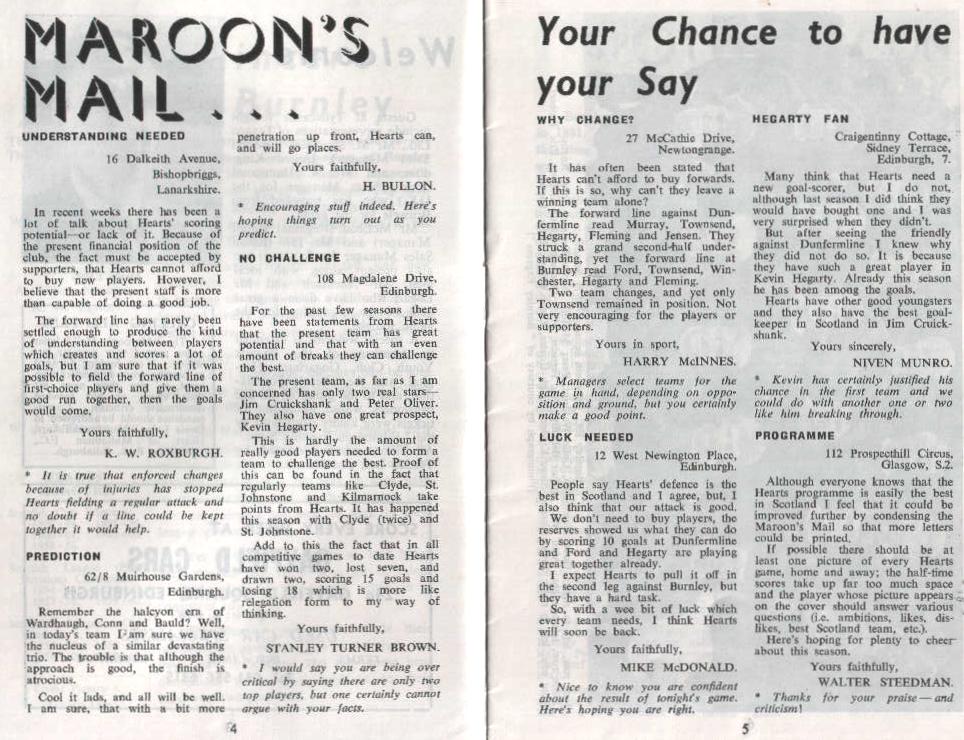 MAROON'S
MAIL . . .
UNDERSTANDING NEEDED
16 Dalkeith Avenue,
Bishopbriggs,
Lanarkshire.
In recent weeks there has been a
lot of talk about Hearts' scoring
potential—or lack of it. Because of
the present financial position of the
club, the fact must be accepted by
supporters, that Hearts cannot afford
to buy new players. However, I
believe that the present staff is more
than capable of doing a good job.
The forward line has rarely been
settled enough to produce the kind
of understanding between players
which creates and scores a lot of
goals, but I am sure that if it was
possible to field the forward line of
first-choice players and give them a
good run together, then the goals
would come.
Yours faithfully,
K. W. ROXBURGH.
* It is true that enforced changes
because of injuries has stopped
Hearts fielding a regular attack and
no doubt if a line could be kept
together it would help.
PREDICTION
62/8 Muirhouse Gardens,
Edinburgh.
Remember the halcyon era of
Wardhaugh, Conn and Bauld? Well,
in today's team I am sure we have
the nucleus of a similar devastating
trio. The trouble is that although the
approach is good, the finish is
atrocious.
Cool it lads, and all will be well.
I am sure, that with a bit more
penetration up front, Hearts can,
and will go places.
Yours faithfully,
H. BULLON.
* Encouraging stuff indeed. Here's
hoping things turn out as you
predict.
NO CHALLENGE
108 Magdalene Drive,
Edinburgh.
For the past few seasons there
have been statements from Hearts
that the present team has great
potential and that with an even
amount of breaks they can challenge
the best.
The present team, as far as I am
concerned has only two real stars—
Jim Cruickshank and Peter Oliver.
They also have one great prospect,
Kevin Hegarty.
This is hardly the amount of
really good players needed to form a
team to challenge the best. Proof of
this can be found in the fact that
regularly teams like Clyde, St.
Johnstone and Kilmarnock take
points from Hearts. It has happened
this season with Clyde (twice) and
St. Johnstone.
Add to this the fact that in all
competitive games to date Hearts
have won two, lost seven, and
drawn two, scoring 15 goals and
losing 18 which is more like
relegation form to my way of
thinking.
Yours faithfully,
STANLEY TURNER BROWN.
* I would say you are being over
critical by saying there are only two
top players, but one certainly cannot
argue with your facts.
4
Your Chance to have
your Say
WHY CHANGE?
27 McCathie Drive,
Newtongrange.
It has often been stated that
Hearts can't afford to buy forwards.
If this is so, why can't they leave a
winning team alone?
The forward line against Dun-
fermline read Murray, Townsend,
Hegarty, Fleming and Jensen. They
struck a grand second-half under-
standing, yet the forward line at
Burnley read Ford, Townsend, Win-
chester, Hegarty and Fleming.
Two team changes, and yet only
Townsend remained in position. Not
very encouraging for the players or
supporters.
Yours in sport,
HARRY McINNES.
* Managers select teams for the
game in hand, depending on oppo-
sition and ground, but you certainly
make a good point.
LUCK NEEDED
12 West Newington Place,
Edinburgh.
People say Hearts' defence is the
best in Scotland and I agree, but, I
also think that our attack is good.
We don't need to buy players, the
reserves showed us what they can do
by scoring 10 goals at Dunfermline
and Ford and Hegarty are playing
great together already.
I expect Hearts to pull it off in
the second leg against Burnley, but
they have a hard task.
So, with a wee bit of luck which
every team needs, I think Hearts
will soon be back.
Yours faithfully,
MIKE McDONALD.
* Nice to know you are confident
about the result of tonight's game.
Here's hoping you are right.
HEGARTY FAN
Craigentinny Cottage,
Sidney Terrace,
Edinburgh, 7.
Many think that Hearts need a
new goal-scorer, but I do not,
although last season I did think they
would have bought one and I was
very surprised when they didn't.
But after seeing the friendly
against Dunfermline I knew why
they did not do so. It is because
they have such a great player in
Kevin Hegarty. Already this season
he has been among the goals.
Hearts have other good youngsters
and they also have the best goal-
keeper in Scotland in Jim Cruick-
shank.
Yours sincerely,
NIVEN MUNRO.
* Kevin has certainly justified his
chance in the first team and we
could do with another one or two
like him breaking through.
PROGRAMME
112 Prospecthill Circus,
Glasgow, S.2.
Although everyone knows that the
Hearts programme is easily the best
in Scotland I feel that it could be
improved further by condensing the
Maroon's Mail so that more letters
could be printed.
If possible there should be at
least one picture of every Hearts
game, home and away; the half-time
scores take up far too much space
and the player whose picture appears
on the cover should answer various
questions (i.e. ambitions, likes, dis-
likes, best Scotland team, etc.).
Here's hoping for plenty to cheer
about this season.
Yours faithfully,
WALTER STEEDMAN.
* Thanks for your praise—and
criticism!
5